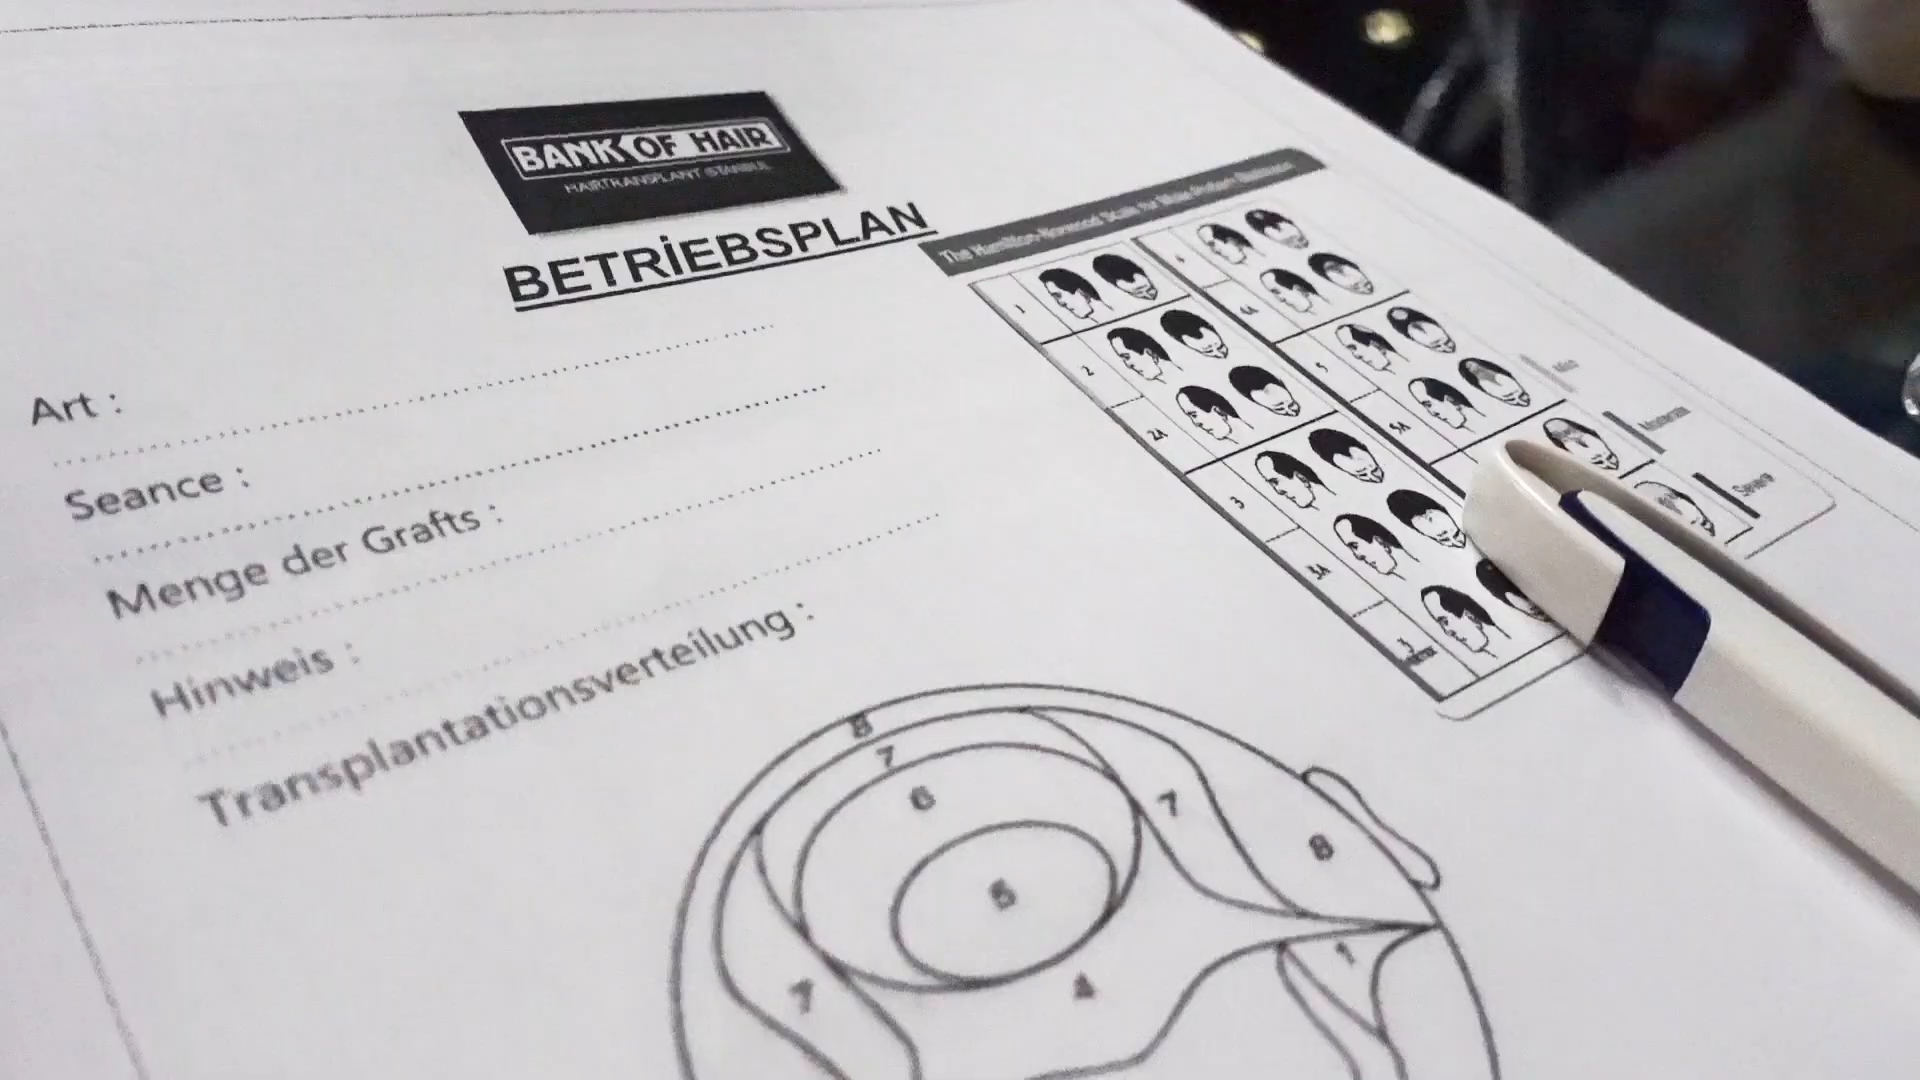 BANK OF HAIR
HAIRTRANSPLANT ISTANBUL
BETRİEBSPLAN
The Hamilton-Norwood Scale for Male Pattern Baldness
1
2
2A
3
3A
3
4
4A
5
5A
Moderate
Severe
Art :
Seance :
Menge der Grafts :
Hinweis :
Transplantationsverteilung :
8
7
6
7
8
5
1
7
4